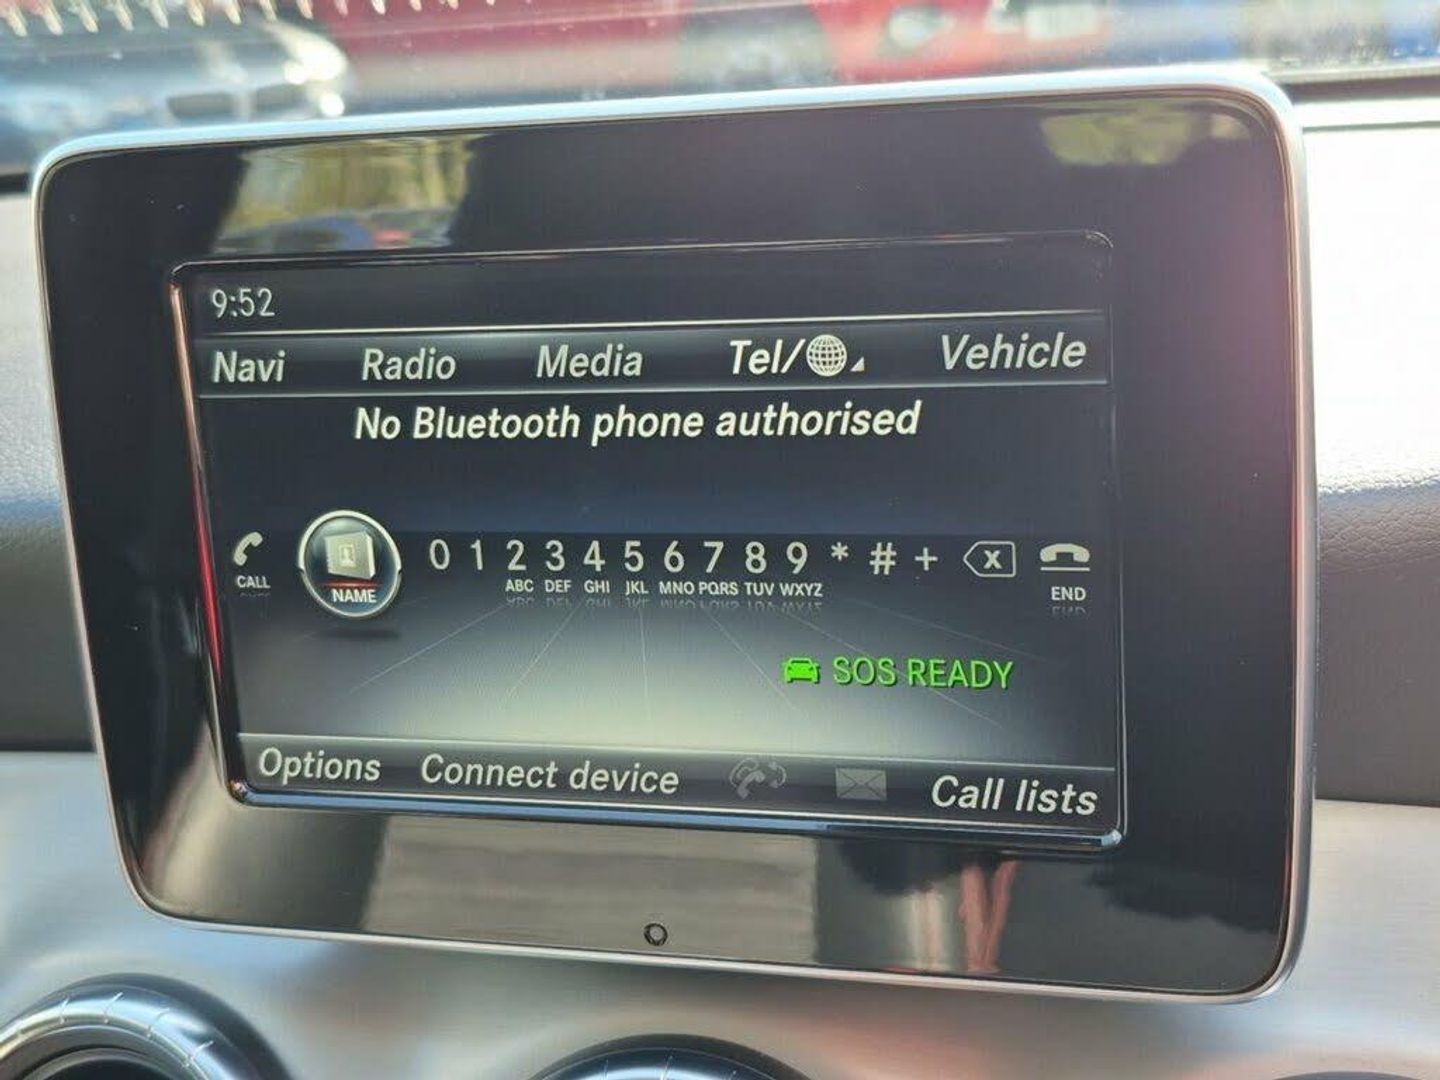 9:52
Navi Radio Media Tel/ Vehicle
No Bluetooth phone authorised
CALL NAME 0 1 2 3 4 5 6 7 8 9 * # + x END
ABC DEF GHI JKL MNO PQRS TUV WXYZ
SOS READY
Options Connect device Call lists